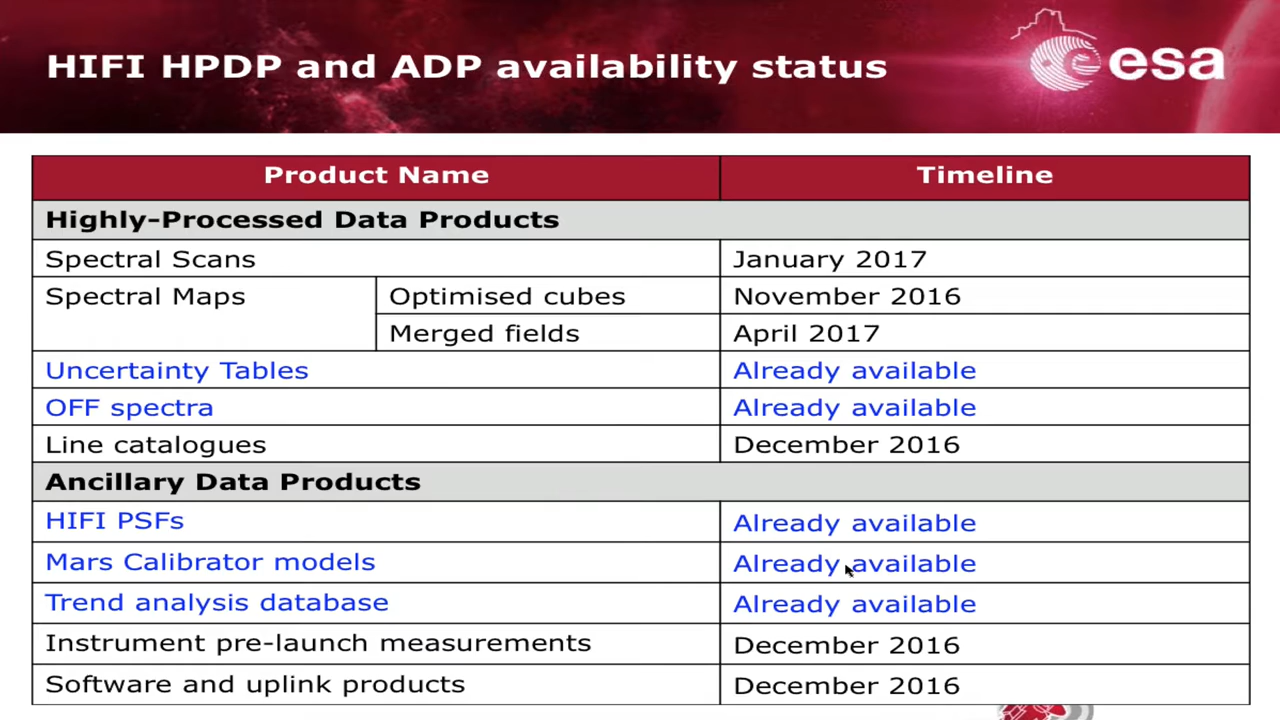 HIFI HPDP and ADP availability status
esa
Product Name Timeline
Highly-Processed Data Products
Spectral Scans January 2017
Spectral Maps Optimised cubes November 2016
Merged fields April 2017
Uncertainty Tables Already available
OFF spectra Already available
Line catalogues December 2016
Ancillary Data Products
HIFI PSFs Already available
Mars Calibrator models Already available
Trend analysis database Already available
Instrument pre-launch measurements December 2016
Software and uplink products December 2016